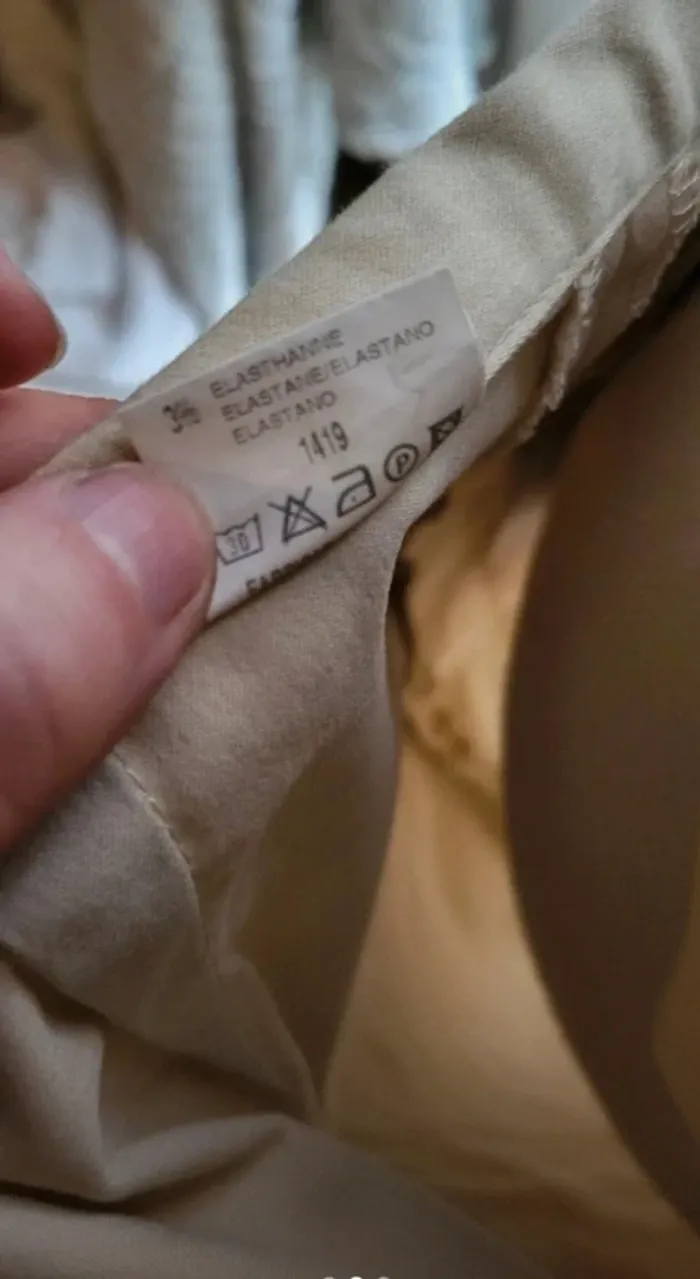 3% ELASTHANNE
ELASTANE/ELASTANO
ELASTANO
1419
30
P